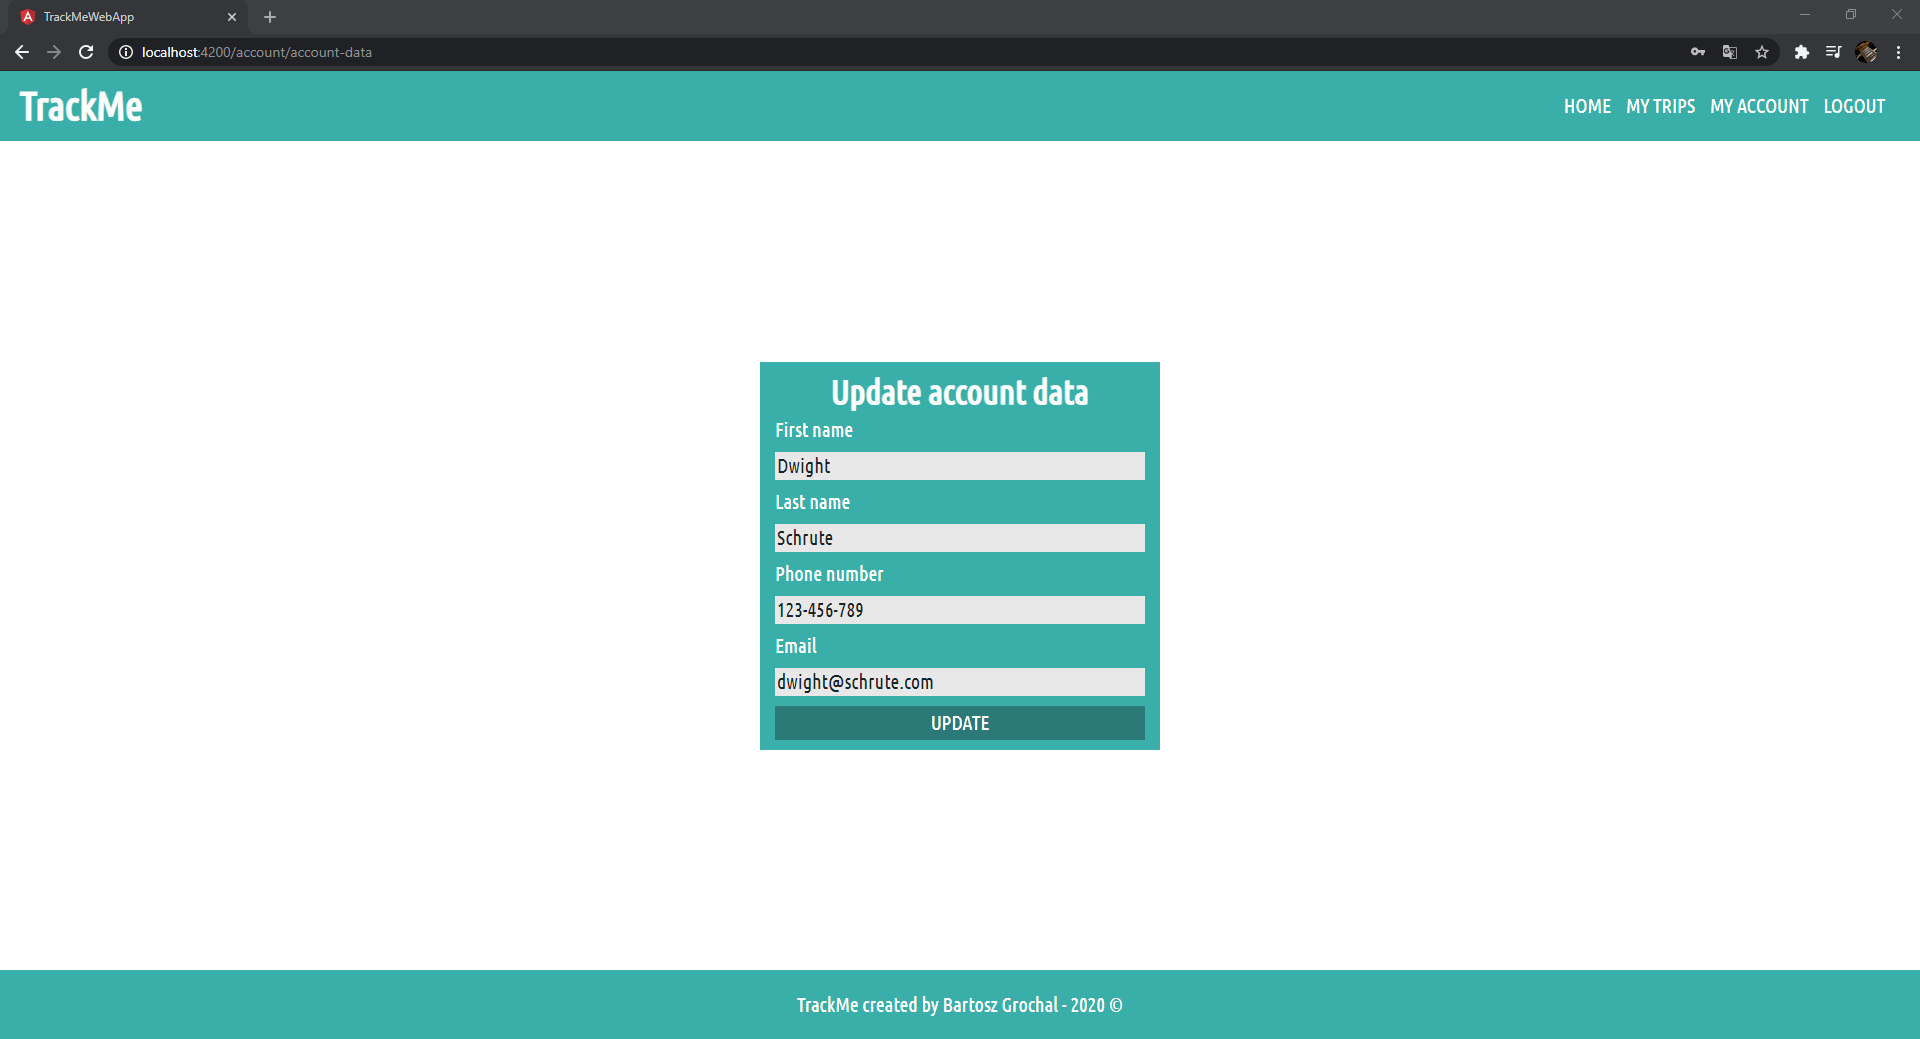 TrackMeWebApp
localhost:4200/account/account-data
TrackMe
HOME MY TRIPS MY ACCOUNT LOGOUT
Update account data
First name
Dwight
Last name
Schrute
Phone number
123-456-789
Email
dwight@schrute.com
UPDATE
TrackMe created by Bartosz Grochal - 2020 ©